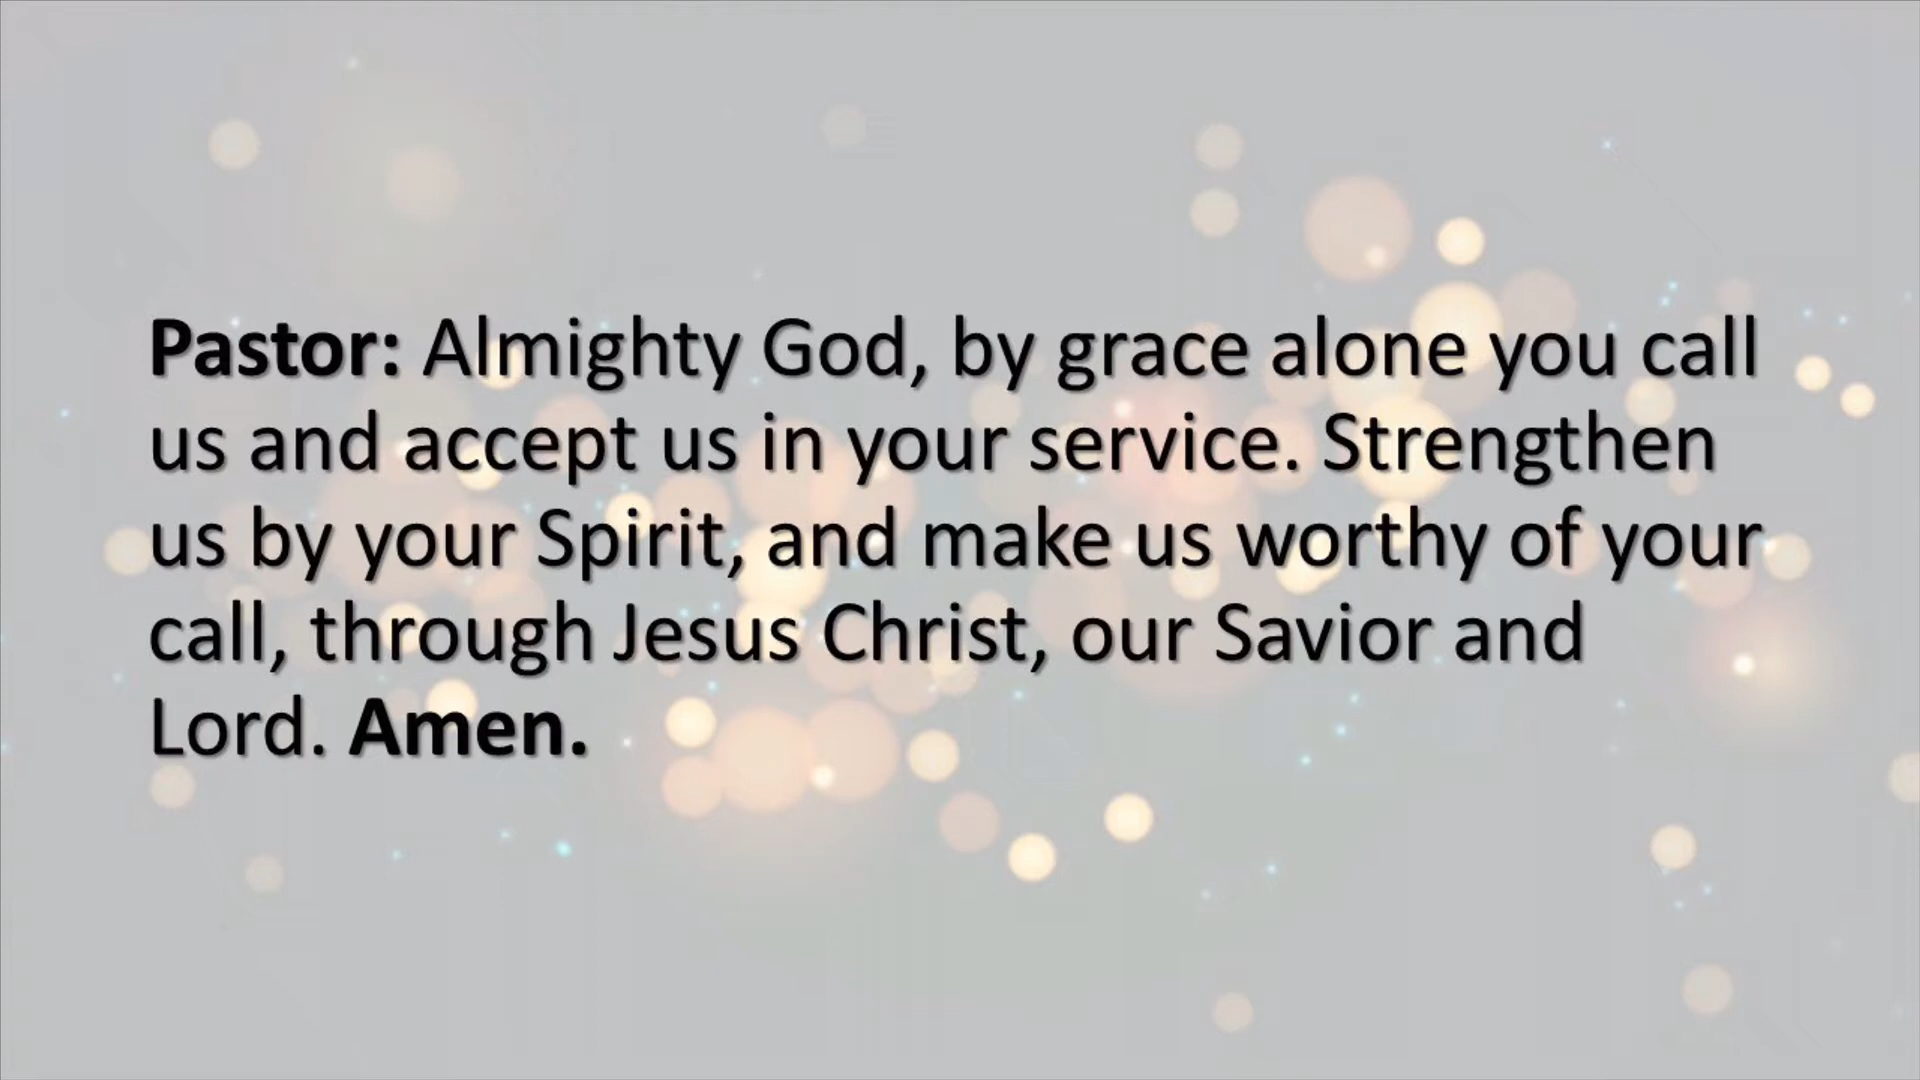 Pastor: Almighty God, by grace alone you call
us and accept us in your service. Strengthen
us by your Spirit, and make us worthy of your
call, through Jesus Christ, our Savior and
Lord. Amen.